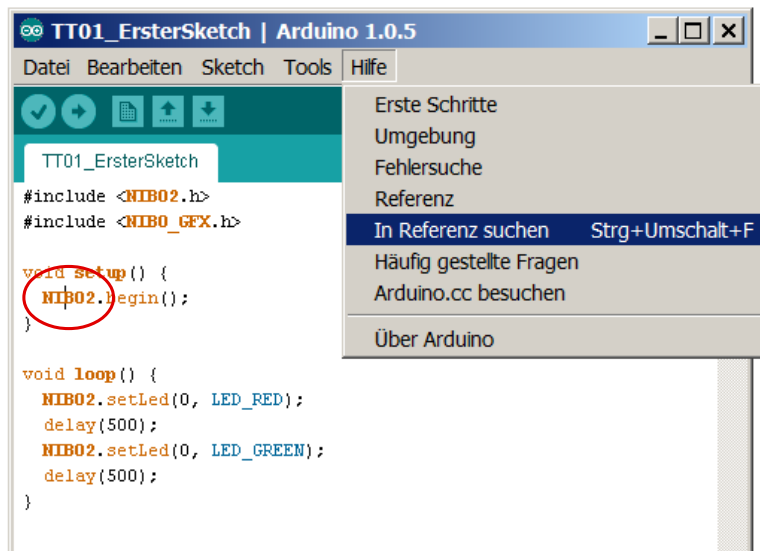 TT01_ErsterSketch | Arduino 1.0.5
Datei Bearbeiten Sketch Tools Hilfe
Erste Schritte
Umgebung
Fehlersuche
Referenz
In Referenz suchen Strg+Umschalt+F
Häufig gestellte Fragen
Arduino.cc besuchen
Über Arduino
TT01_ErsterSketch
#include <NIBO2.h>
#include <NIBO_GFX.h>
void setup() {
NIBO2.begin();
}
void loop() {
NIBO2.setLed(0, LED_RED);
delay(500);
NIBO2.setLed(0, LED_GREEN);
delay(500);
}